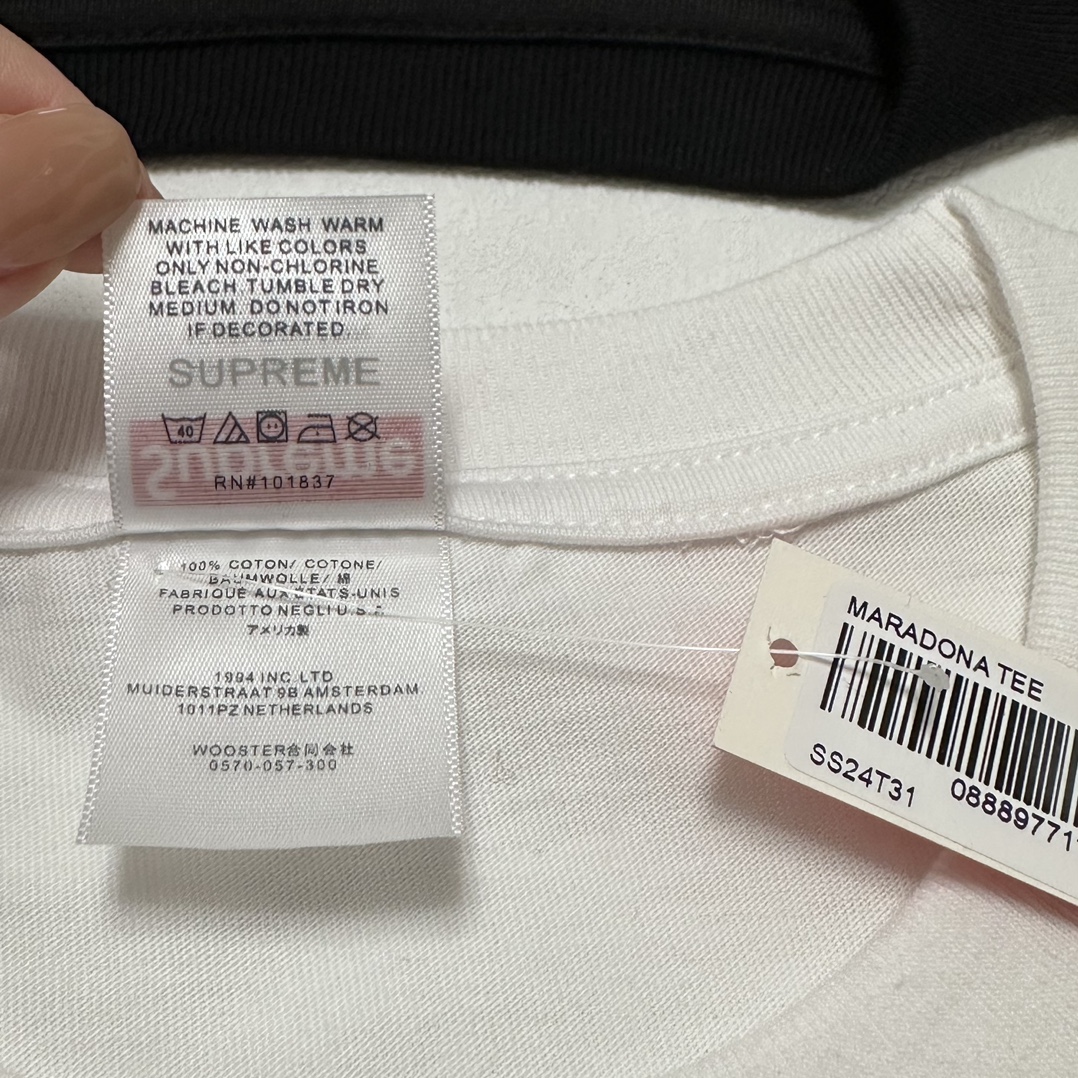 MACHINE WASH WARM
WITH LIKE COLORS
ONLY NON-CHLORINE
BLEACH TUMBLE DRY
MEDIUM. DO NOT IRON
IF DECORATED.
SUPREME
40
Supreme
RN#101837
100% COTON/ COTONE/
BAUMWOLLE/ 綿
FABRIQUÉ AUX ÉTATS-UNIS
PRODOTTO NEGLI U.S.A.
アメリカ製
1994 INC. LTD
MUIDERSTRAAT 9B AMSTERDAM
1011PZ NETHERLANDS
WOOSTER合同会社
0570-057-300
MARADONA TEE
SS24T31 08889771